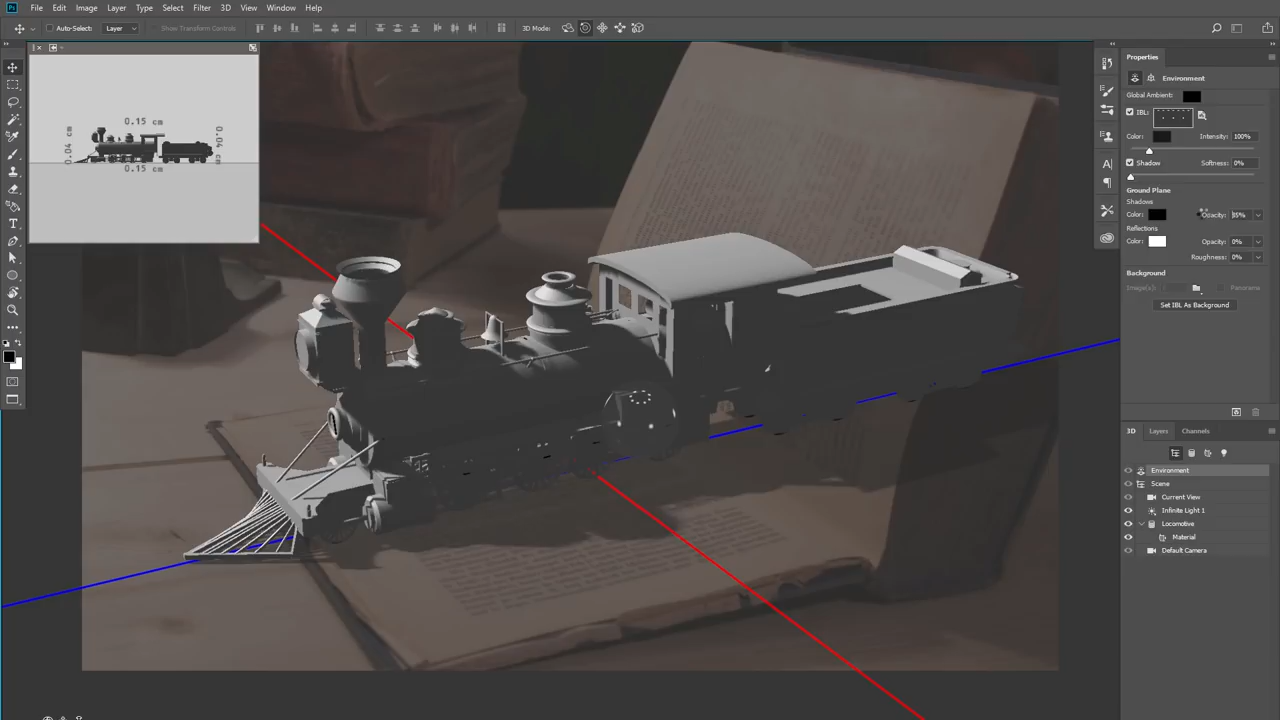 Ps File Edit Image Layer Type Select Filter 3D View Window Help
Auto-Select: Layer Show Transform Controls 3D Mode:
0.15 cm
0.04 cm
0.04 cm
0.15 cm
Properties
Environment
Global Ambient:
IBL:
Color: Intensity: 100%
Shadow Softness: 0%
Ground Plane
Shadows
Color: Opacity: 85%
Reflections
Color: Opacity: 0%
Roughness: 0%
Background
Image(s): Panorama
Set IBL As Background
3D Layers Channels
Environment
Scene
Current View
Infinite Light 1
Locomotive
Material
Default Camera